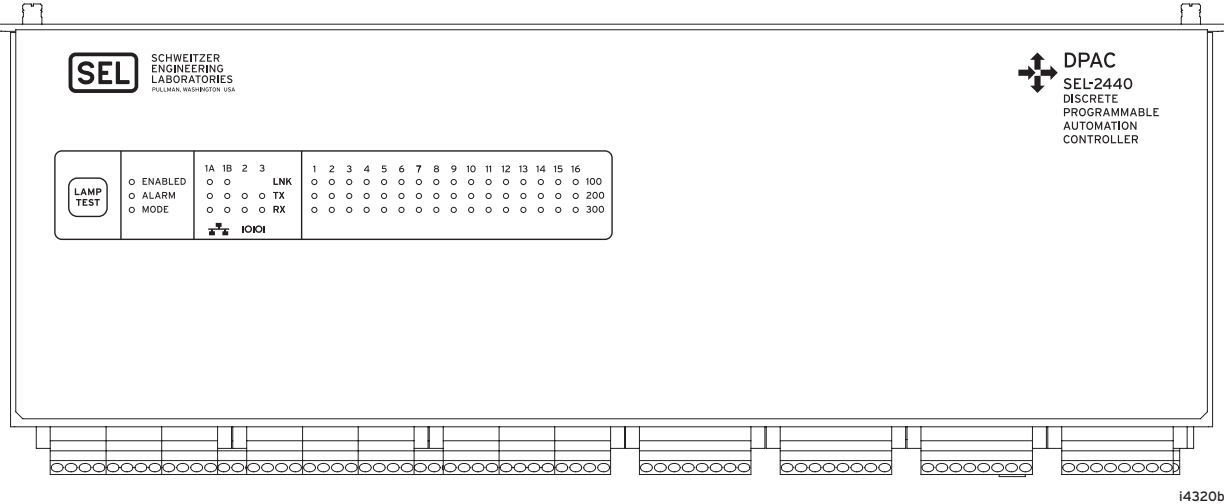 SEL
SCHWEITZER
ENGINEERING
LABORATORIES
PULLMAN, WASHINGTON USA
DPAC
SEL-2440
DISCRETE
PROGRAMMABLE
AUTOMATION
CONTROLLER
LAMP
TEST
ENABLED
ALARM
MODE
1A 1B 2 3
LNK
TX
RX
1 2 3 4 5 6 7 8 9 10 11 12 13 14 15 16
100
200
300
i4320b